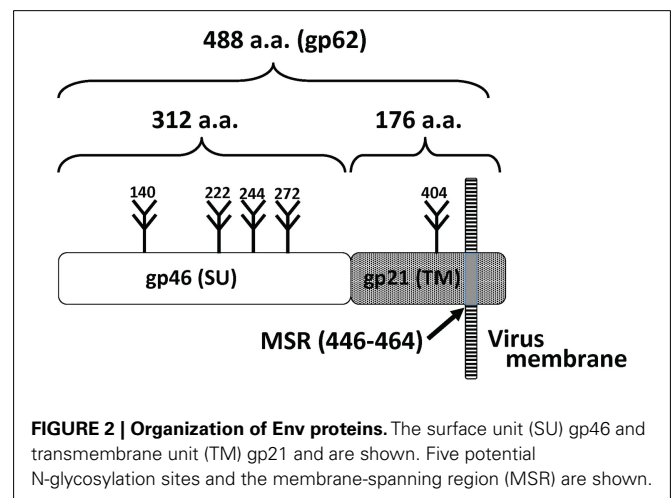 488 a.a. (gp62)
312 a.a. 176 a.a.
140 222 244 272 404
gp46 (SU) gp21 (TM)
MSR (446-464) Virus
membrane
FIGURE 2 | Organization of Env proteins. The surface unit (SU) gp46 and
transmembrane unit (TM) gp21 and are shown. Five potential
N-glycosylation sites and the membrane-spanning region (MSR) are shown.